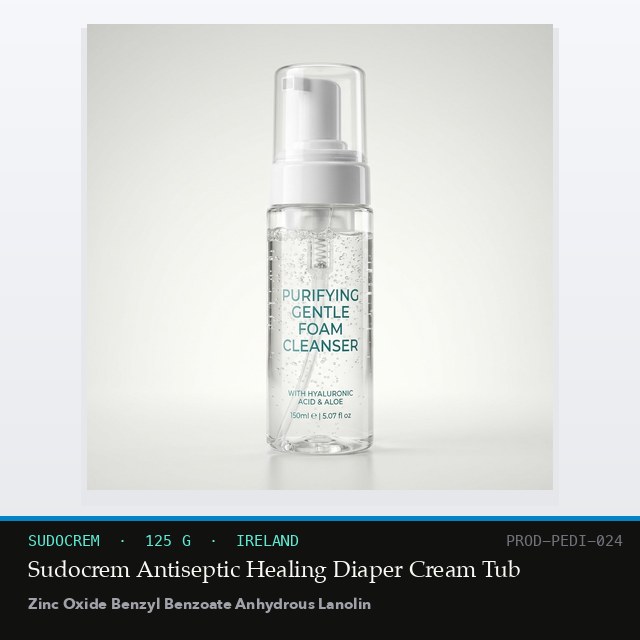 PURIFYING
GENTLE
FOAM
CLEANSER
WITH HYALURONIC
ACID & ALOE
150ml ℮ | 5.07 fl oz
SUDOCREM · 125 G · IRELAND
PROD-PEDI-024
Sudocrem Antiseptic Healing Diaper Cream Tub
Zinc Oxide Benzyl Benzoate Anhydrous Lanolin